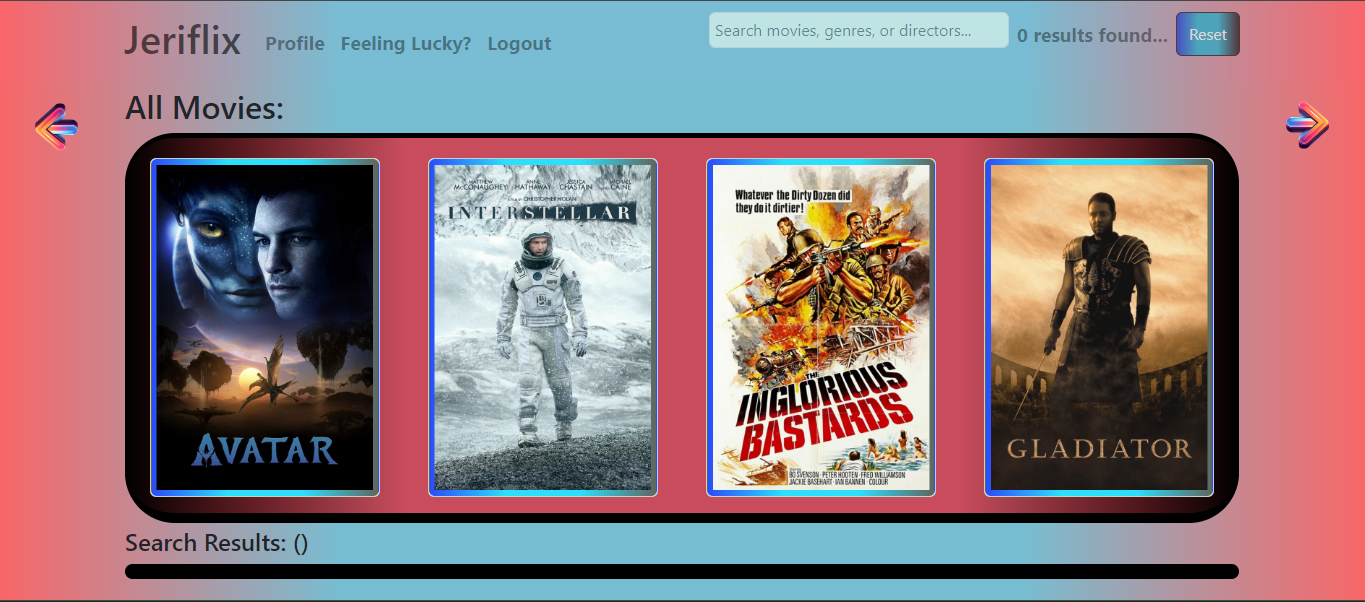 Jeriflix
Profile
Feeling Lucky?
Logout
Search movies, genres, or directors...
0 results found...
Reset
All Movies:
AVATAR
MATTHEW McCONAUGHEY ANNE HATHAWAY JESSICA CHASTAIN MICHAEL CAINE
CHRISTOPHER NOLAN
INTERSTELLAR
Whatever the Dirty Dozen did
they do it dirtier!
THE
INGLORIOUS
BASTARDS
BO SVENSON · PETER HOOTEN · FRED WILLIAMSON
JACKIE BASEHART · IAN BANNEN · COLOUR
GLADIATOR
Search Results: ()